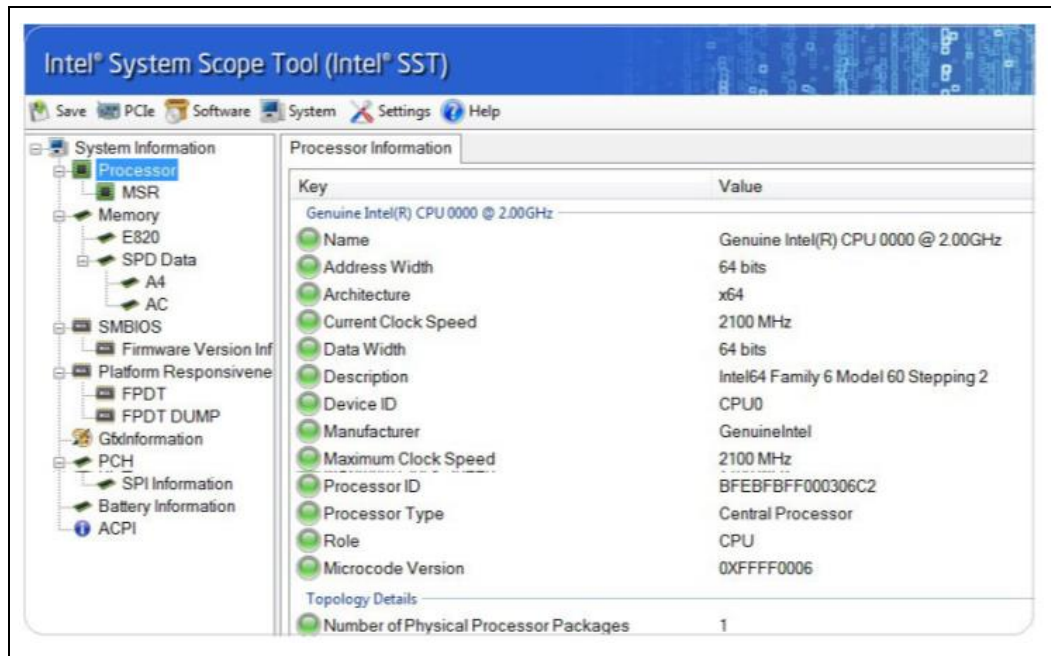 Intel® System Scope Tool (Intel® SST)
Save PCIe Software System Settings Help
System Information
Processor
MSR
Memory
E820
SPD Data
A4
AC
SMBIOS
Firmware Version Inf
Platform Responsivene
FPDT
FPDT DUMP
GfxInformation
PCH
SPI Information
Battery Information
ACPI
Processor Information
Key Value
Genuine Intel(R) CPU 0000 @ 2.00GHz
Name Genuine Intel(R) CPU 0000 @ 2.00GHz
Address Width 64 bits
Architecture x64
Current Clock Speed 2100 MHz
Data Width 64 bits
Description Intel64 Family 6 Model 60 Stepping 2
Device ID CPU0
Manufacturer GenuineIntel
Maximum Clock Speed 2100 MHz
Processor ID BFEBFBFF000306C2
Processor Type Central Processor
Role CPU
Microcode Version 0XFFFF0006
Topology Details
Number of Physical Processor Packages 1